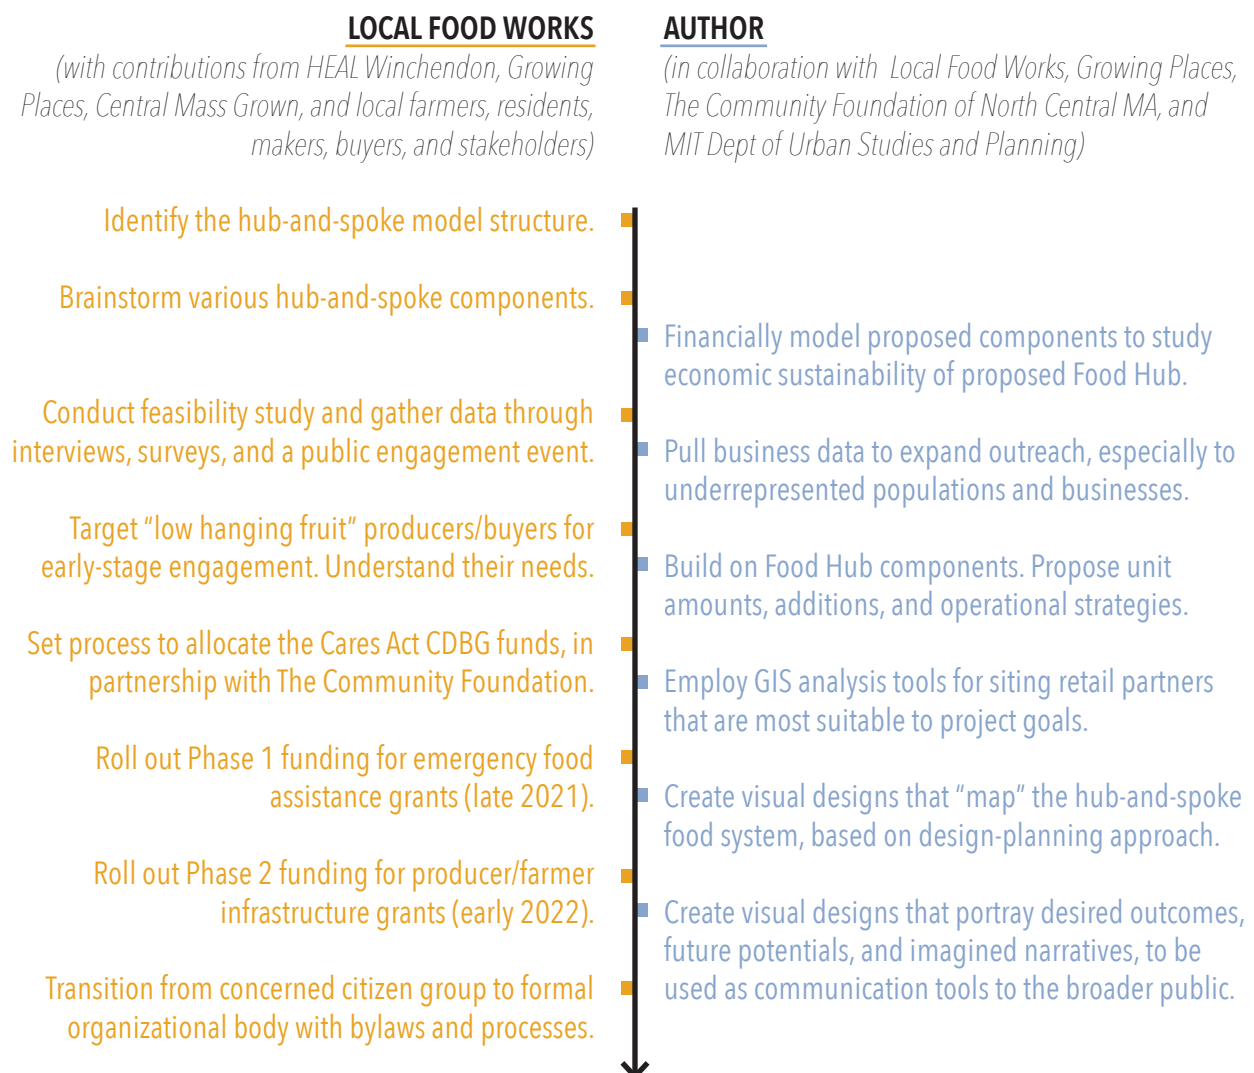 LOCAL FOOD WORKS
(with contributions from HEAL Winchendon, Growing
Places, Central Mass Grown, and local farmers, residents,
makers, buyers, and stakeholders)
AUTHOR
(in collaboration with Local Food Works, Growing Places,
The Community Foundation of North Central MA, and
MIT Dept of Urban Studies and Planning)
Identify the hub-and-spoke model structure.
Brainstorm various hub-and-spoke components.
Financially model proposed components to study
economic sustainability of proposed Food Hub.
Conduct feasibility study and gather data through
interviews, surveys, and a public engagement event.
Pull business data to expand outreach, especially to
underrepresented populations and businesses.
Target “low hanging fruit” producers/buyers for
early-stage engagement. Understand their needs.
Build on Food Hub components. Propose unit
amounts, additions, and operational strategies.
Set process to allocate the Cares Act CDBG funds, in
partnership with The Community Foundation.
Employ GIS analysis tools for siting retail partners
that are most suitable to project goals.
Roll out Phase 1 funding for emergency food
assistance grants (late 2021).
Create visual designs that “map” the hub-and-spoke
food system, based on design-planning approach.
Roll out Phase 2 funding for producer/farmer
infrastructure grants (early 2022).
Create visual designs that portray desired outcomes,
future potentials, and imagined narratives, to be
used as communication tools to the broader public.
Transition from concerned citizen group to formal
organizational body with bylaws and processes.